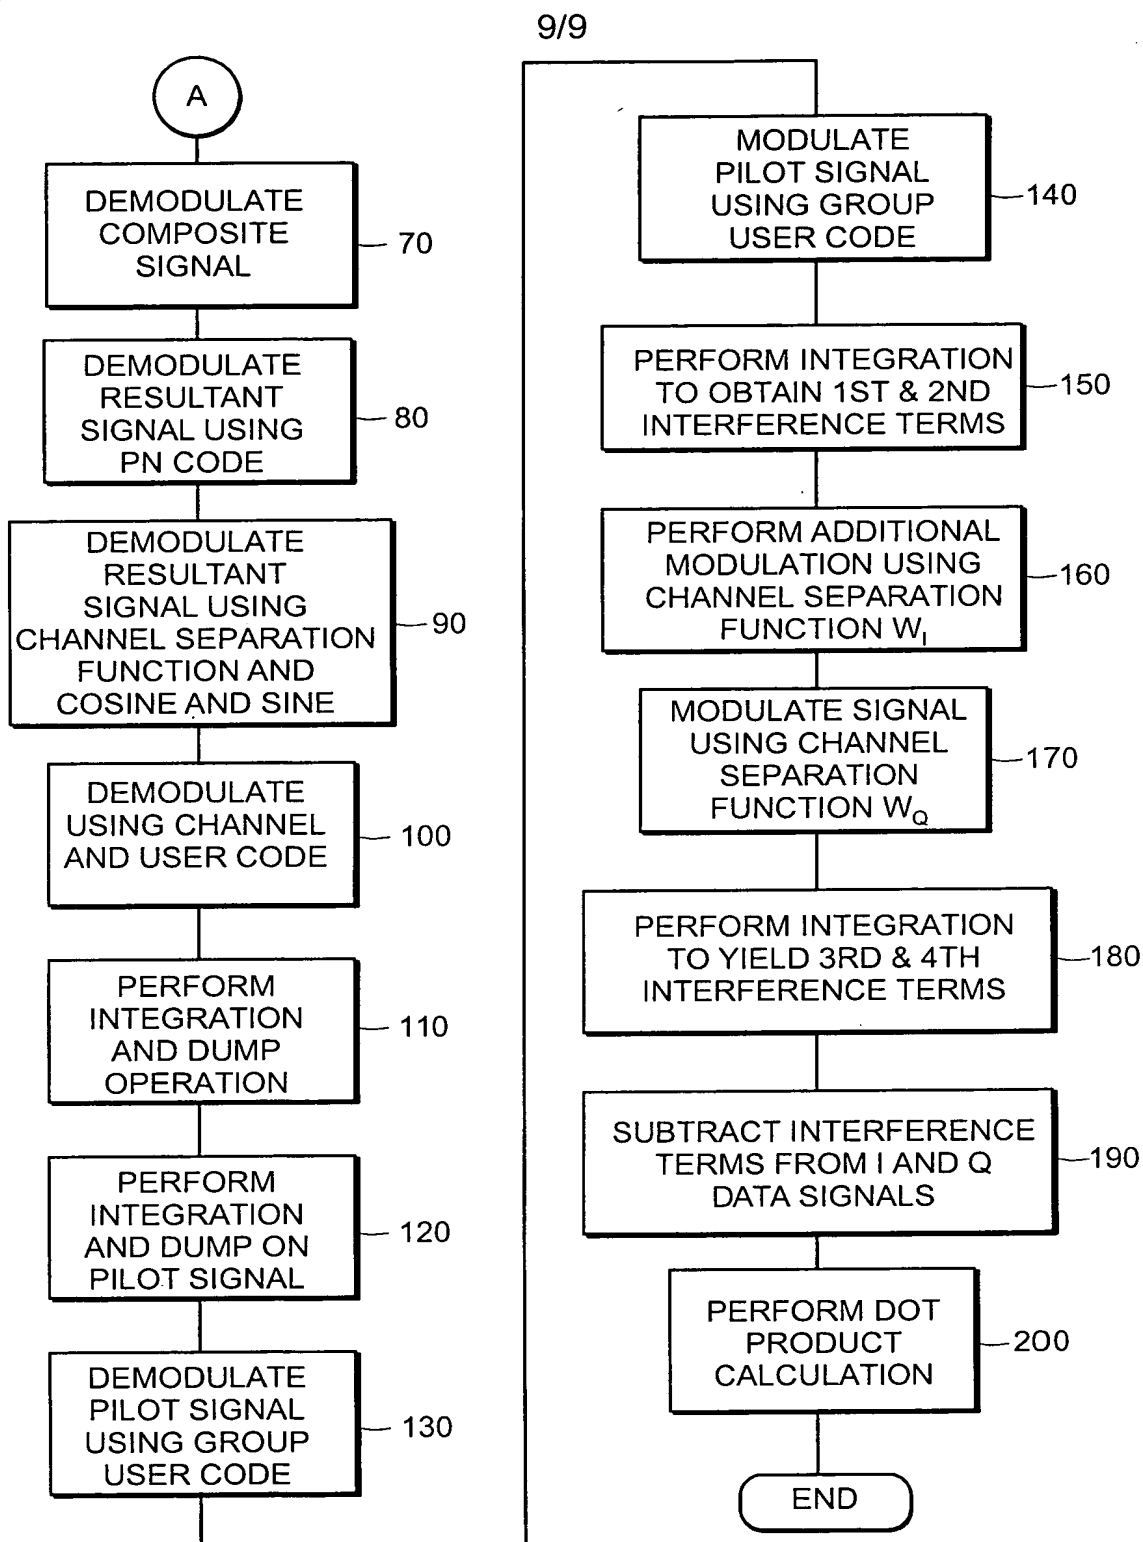 9/9
A
DEMODULATE
COMPOSITE
SIGNAL
70
DEMODULATE
RESULTANT
SIGNAL USING
PN CODE
80
DEMODULATE
RESULTANT
SIGNAL USING
CHANNEL SEPARATION
FUNCTION AND
COSINE AND SINE
90
DEMODULATE
USING CHANNEL
AND USER CODE
100
PERFORM
INTEGRATION
AND DUMP
OPERATION
110
PERFORM
INTEGRATION
AND DUMP ON
PILOT SIGNAL
120
DEMODULATE
PILOT SIGNAL
USING GROUP
USER CODE
130
MODULATE
PILOT SIGNAL
USING GROUP
USER CODE
140
PERFORM INTEGRATION
TO OBTAIN 1ST & 2ND
INTERFERENCE TERMS
150
PERFORM ADDITIONAL
MODULATION USING
CHANNEL SEPARATION
FUNCTION WI
160
MODULATE SIGNAL
USING CHANNEL
SEPARATION
FUNCTION WQ
170
PERFORM INTEGRATION
TO YIELD 3RD & 4TH
INTERFERENCE TERMS
180
SUBTRACT INTERFERENCE
TERMS FROM I AND Q
DATA SIGNALS
190
PERFORM DOT
PRODUCT
CALCULATION
200
END